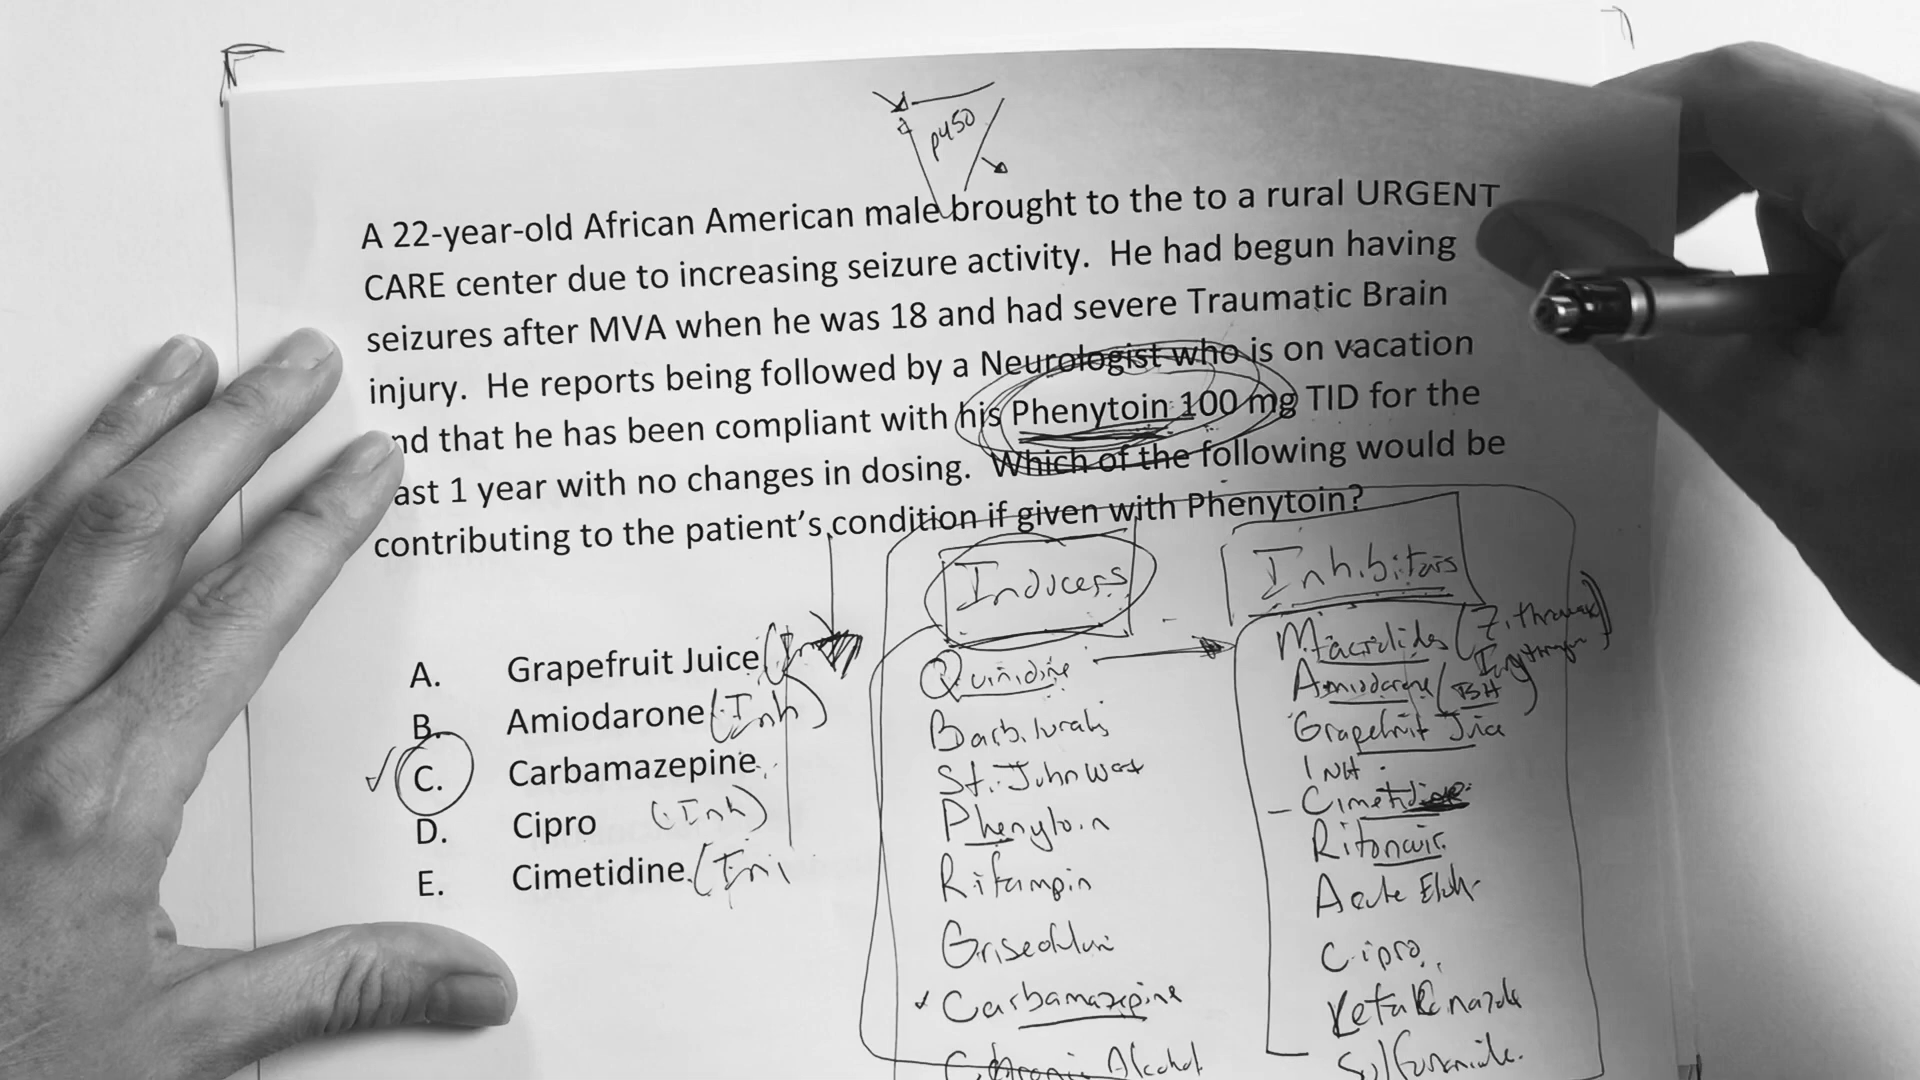 p450
A 22-year-old African American male brought to the to a rural URGENT
CARE center due to increasing seizure activity. He had begun having
seizures after MVA when he was 18 and had severe Traumatic Brain
injury. He reports being followed by a Neurologist who is on vacation
nd that he has been compliant with his Phenytoin 100 mg TID for the
ast 1 year with no changes in dosing. Which of the following would be
contributing to the patient's condition if given with Phenytoin?
Inducers
Inhibitors
A. Grapefruit Juice
B. Amiodarone (Inh)
C. Carbamazepine
D. Cipro (Inh)
E. Cimetidine
Quinidine
St. John Wort
Phenytoin
Rifampin
Carbamazepine
Chronic Alcohol
Macrolides
Amiodarone
Grapefruit Juice
INH
Ritonavir
Acute
Cipro